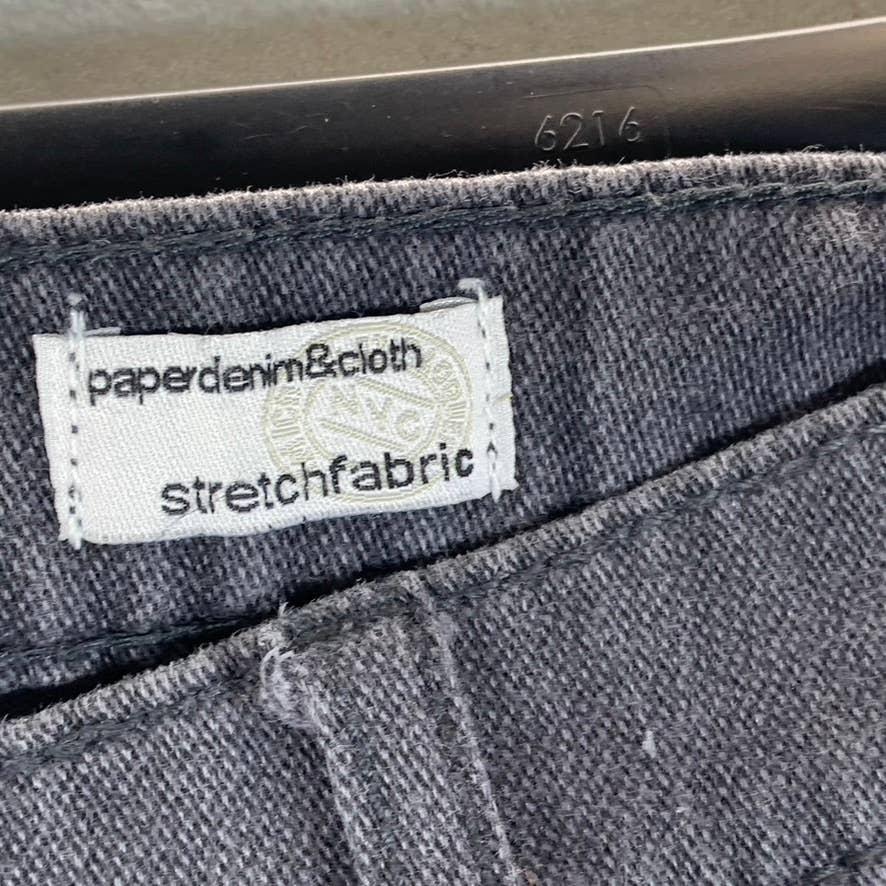 6216
paperdenim&cloth
NYC
stretchfabric